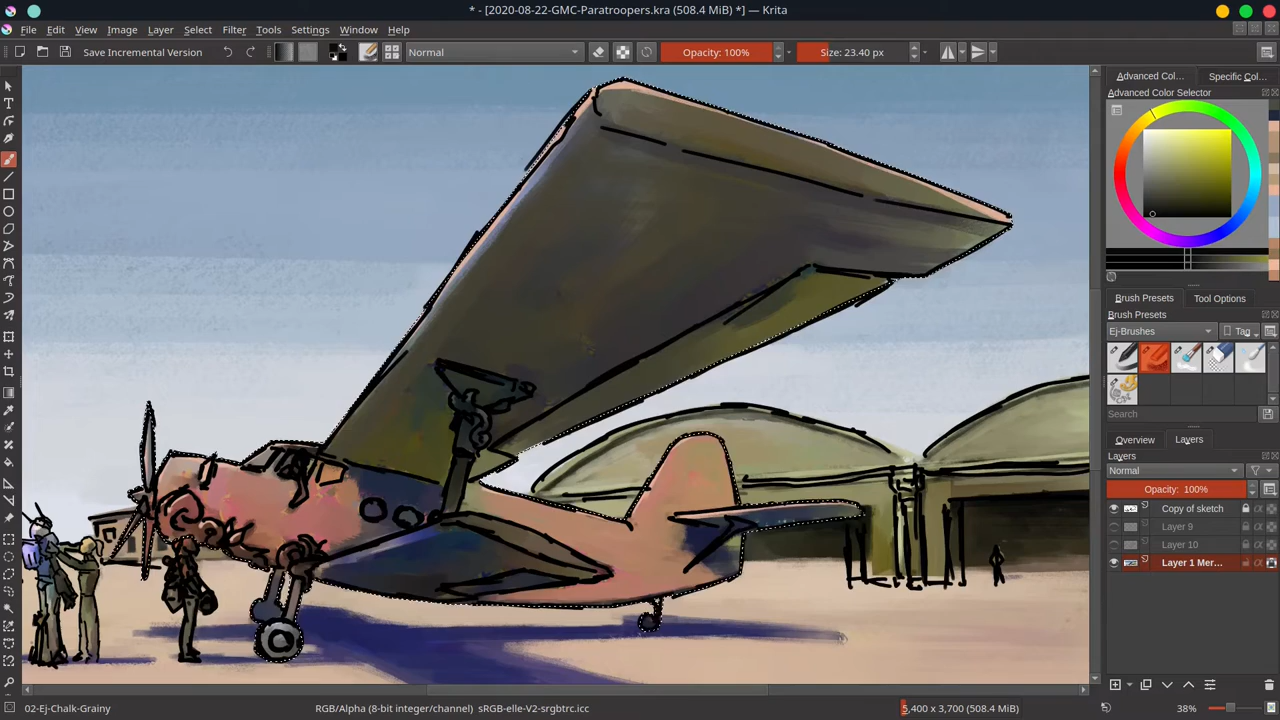 * - [2020-08-22-GMC-Paratroopers.kra (508.4 MiB) *] — Krita
File Edit View Image Layer Select Filter Tools Settings Window Help
Save Incremental Version
Normal
Opacity: 100%
Size: 23.40 px
Advanced Col... Specific Co...
Advanced Color Selector
Brush Presets Tool Options
Brush Presets
Ej-Brushes
Tag
Search
Overview Layers
Layers
Normal
Opacity: 100%
Copy of sketch
Layer 9
Layer 10
Layer 1 Mer...
02-Ej-Chalk-Grainy
RGB/Alpha (8-bit integer/channel) sRGB-elle-V2-srgbtrc.icc
5,400 x 3,700 (508.4 MiB)
38%